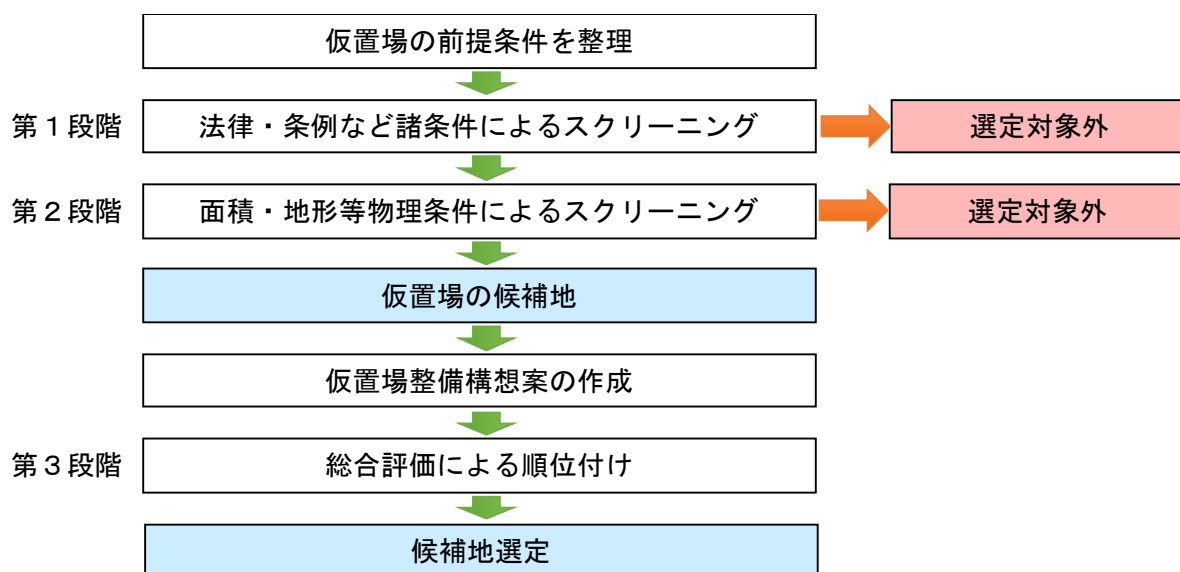 仮置場の前提条件を整理
第1段階
法律・条例など諸条件によるスクリーニング
選定対象外
第2段階
面積・地形等物理条件によるスクリーニング
選定対象外
仮置場の候補地
仮置場整備構想案の作成
第3段階
総合評価による順位付け
候補地選定